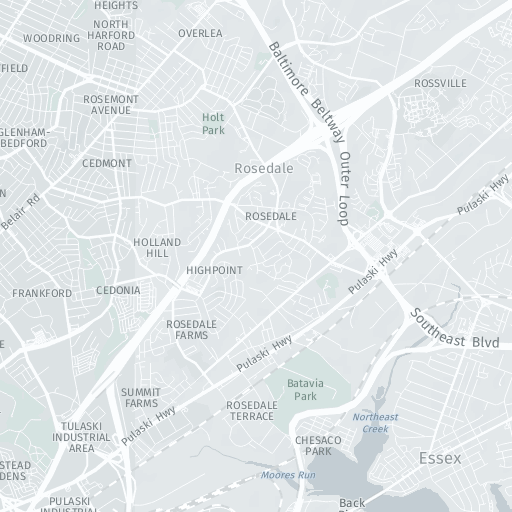 HEIGHTS
NORTH
HARFORD
ROAD
WOODRING
OVERLEA
Baltimore Beltway Outer Loop
ROSSVILLE
FIELD
ROSEMONT
AVENUE
Holt
Park
GLENHAM-
BEDFORD
CEDMONT
Rosedale
Pulaski Hwy
Belair Rd
ROSEDALE
HOLLAND
HILL
HIGHPOINT
Pulaski Hwy
FRANKFORD
CEDONIA
Southeast Blvd
ROSEDALE
FARMS
Pulaski Hwy
Batavia
Park
SUMMIT
FARMS
ROSEDALE
TERRACE
Pulaski Hwy
Northeast
Creek
TULASKI
INDUSTRIAL
AREA
CHESACO
PARK
Essex
STEAD
DENS
Moores Run
PULASKI
INDUSTRIAL
Back